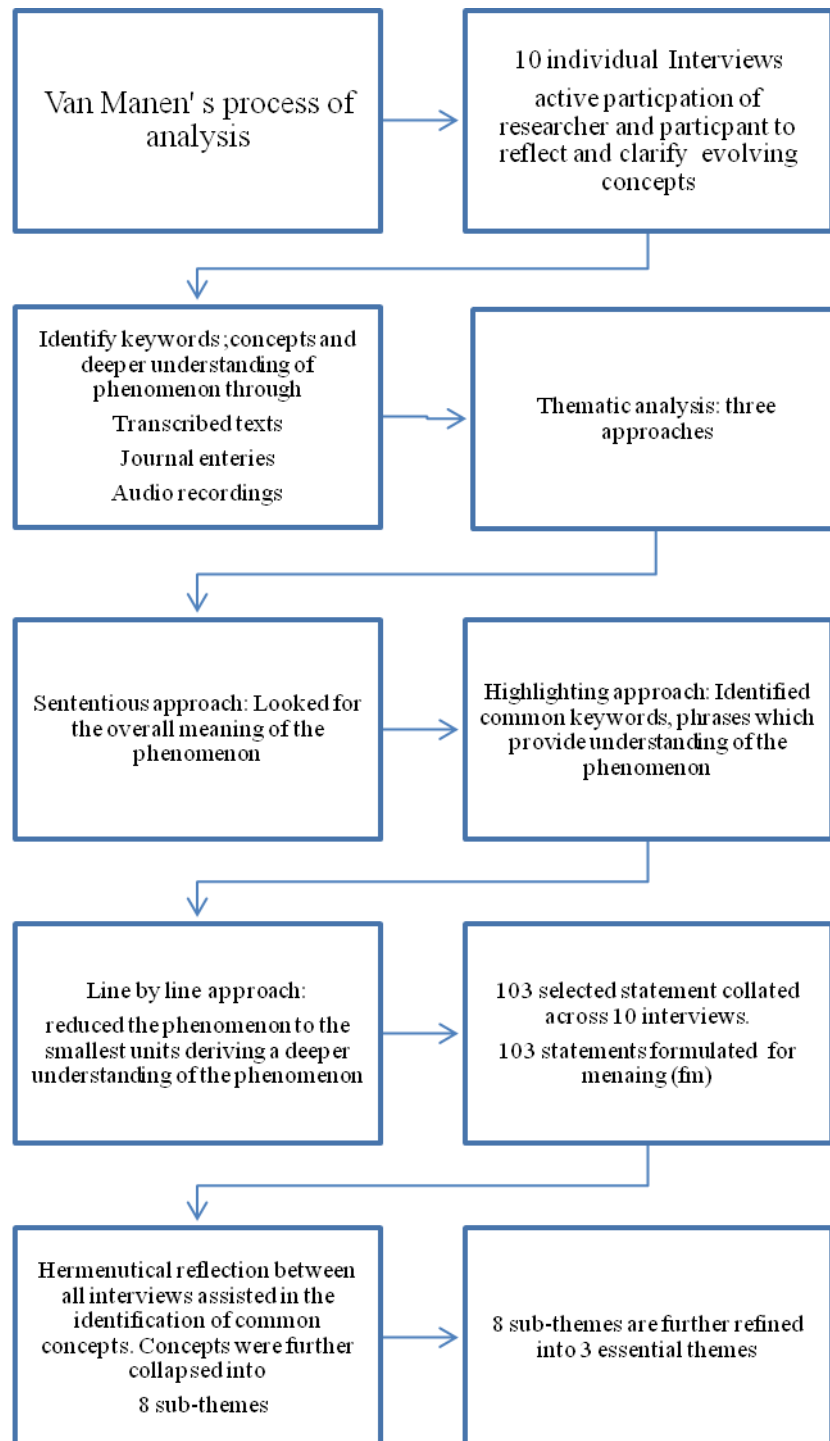 Van Manen' s process of
analysis
10 individual Interviews
active particpation of
researcher and particpant to
reflect and clarify evolving
concepts
Identify keywords ;concepts and
deeper understanding of
phenomenon through
Transcribed texts
Journal enteries
Audio recordings
Thematic analysis: three
approaches
Sententious approach: Looked for
the overall meaning of the
phenomenon
Highlighting approach: Identified
common keywords, phrases which
provide understanding of the
phenomenon
Line by line approach:
reduced the phenomenon to the
smallest units deriving a deeper
understanding of the phenomenon
103 selected statement collated
across 10 interviews.
103 statements formulated for
menaing (fm)
Hermenutical reflection between
all interviews assisted in the
identification of common
concepts. Concepts were further
collapsed into
8 sub-themes
8 sub-themes are further refined
into 3 essential themes